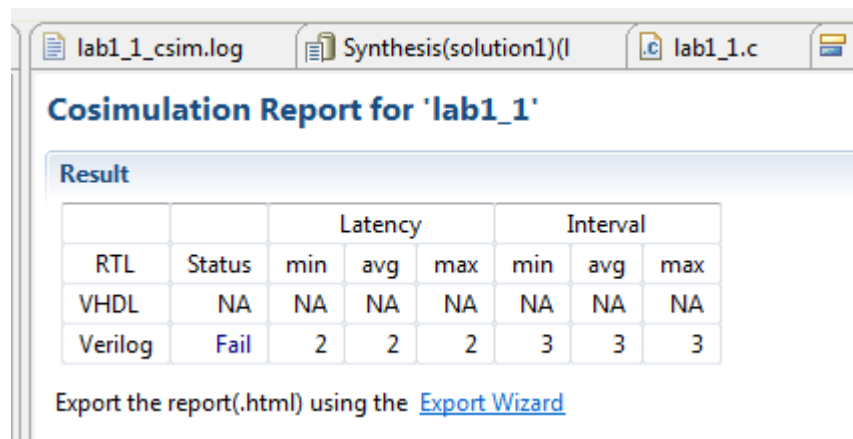 lab1_1_csim.log Synthesis(solution1)(l lab1_1.c
Cosimulation Report for 'lab1_1'
Result
Latency Interval
RTL Status min avg max min avg max
VHDL NA NA NA NA NA NA NA
Verilog Fail 2 2 2 3 3 3
Export the report(.html) using the Export Wizard